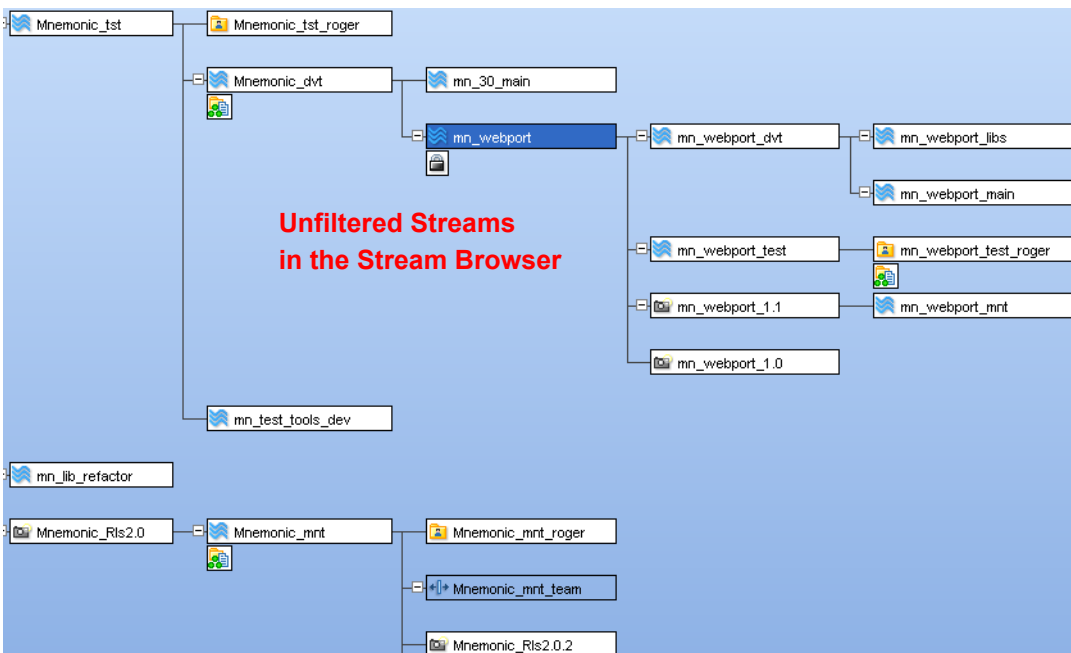 Mnemonic_tst
Mnemonic_tst_roger
Mnemonic_dvt
mn_30_main
mn_webport
mn_webport_dvt
mn_webport_libs
mn_webport_main
Unfiltered Streams
in the Stream Browser
mn_webport_test
mn_webport_test_roger
mn_webport_1.1
mn_webport_mnt
mn_webport_1.0
mn_test_tools_dev
mn_lib_refactor
Mnemonic_Rls2.0
Mnemonic_mnt
Mnemonic_mnt_roger
Mnemonic_mnt_team
Mnemonic_Rls2.0.2